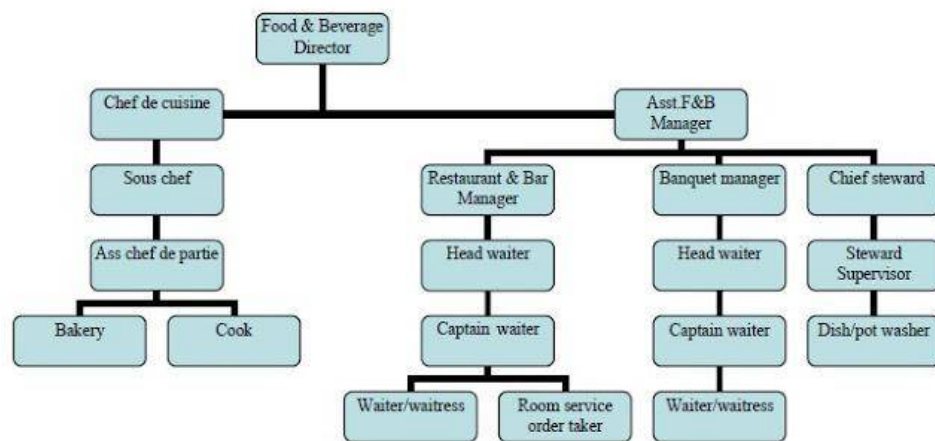 Food & Beverage
Director
Chef de cuisine
Asst.F&B
Manager
Sous chef
Restaurant & Bar
Manager
Banquet manager
Chief steward
Ass chef de partie
Head waiter
Head waiter
Steward
Supervisor
Bakery
Cook
Captain waiter
Captain waiter
Dish/pot washer
Waiter/waitress
Room service
order taker
Waiter/waitress